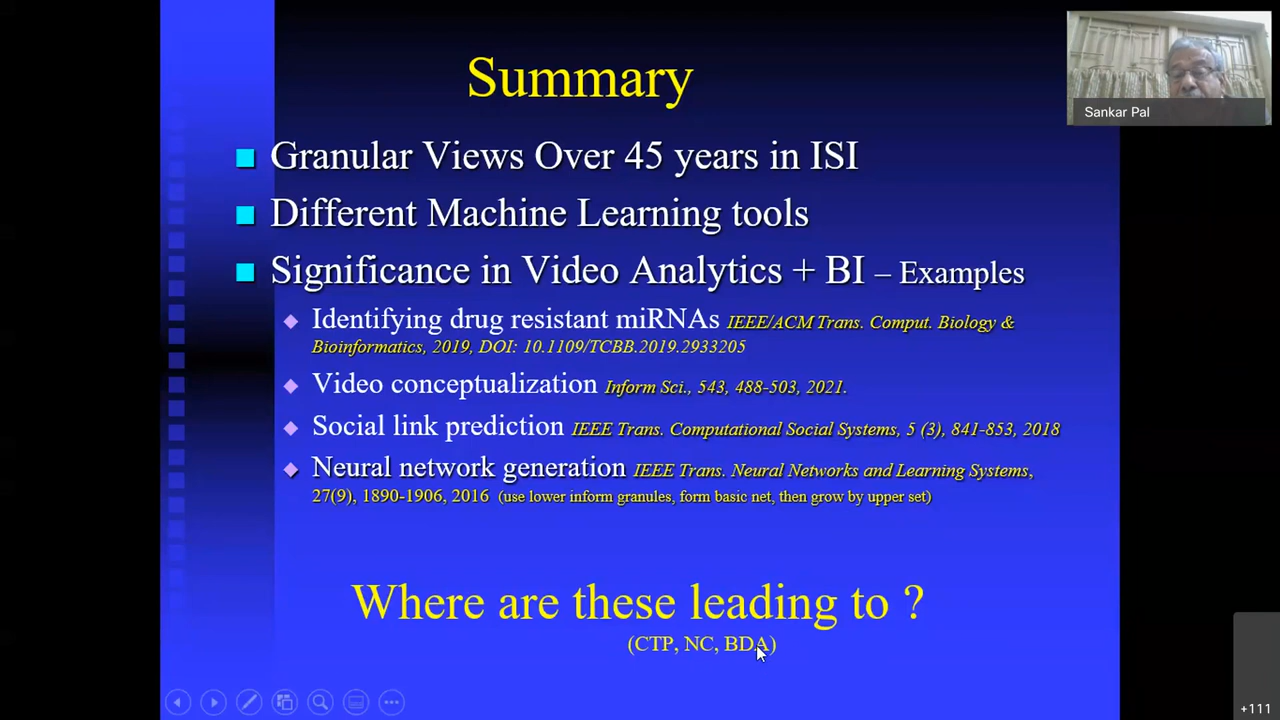 Summary
Sankar Pal
Granular Views Over 45 years in ISI
Different Machine Learning tools
Significance in Video Analytics + BI – Examples
Identifying drug resistant miRNAs IEEE/ACM Trans. Comput. Biology &
Bioinformatics, 2019, DOI: 10.1109/TCBB.2019.2933205
Video conceptualization Inform Sci., 543, 488-503, 2021.
Social link prediction IEEE Trans. Computational Social Systems, 5 (3), 841-853, 2018
Neural network generation IEEE Trans. Neural Networks and Learning Systems,
27(9), 1890-1906, 2016 (use lower inform granules, form basic net, then grow by upper set)
Where are these leading to ?
(CTP, NC, BDA)
+111